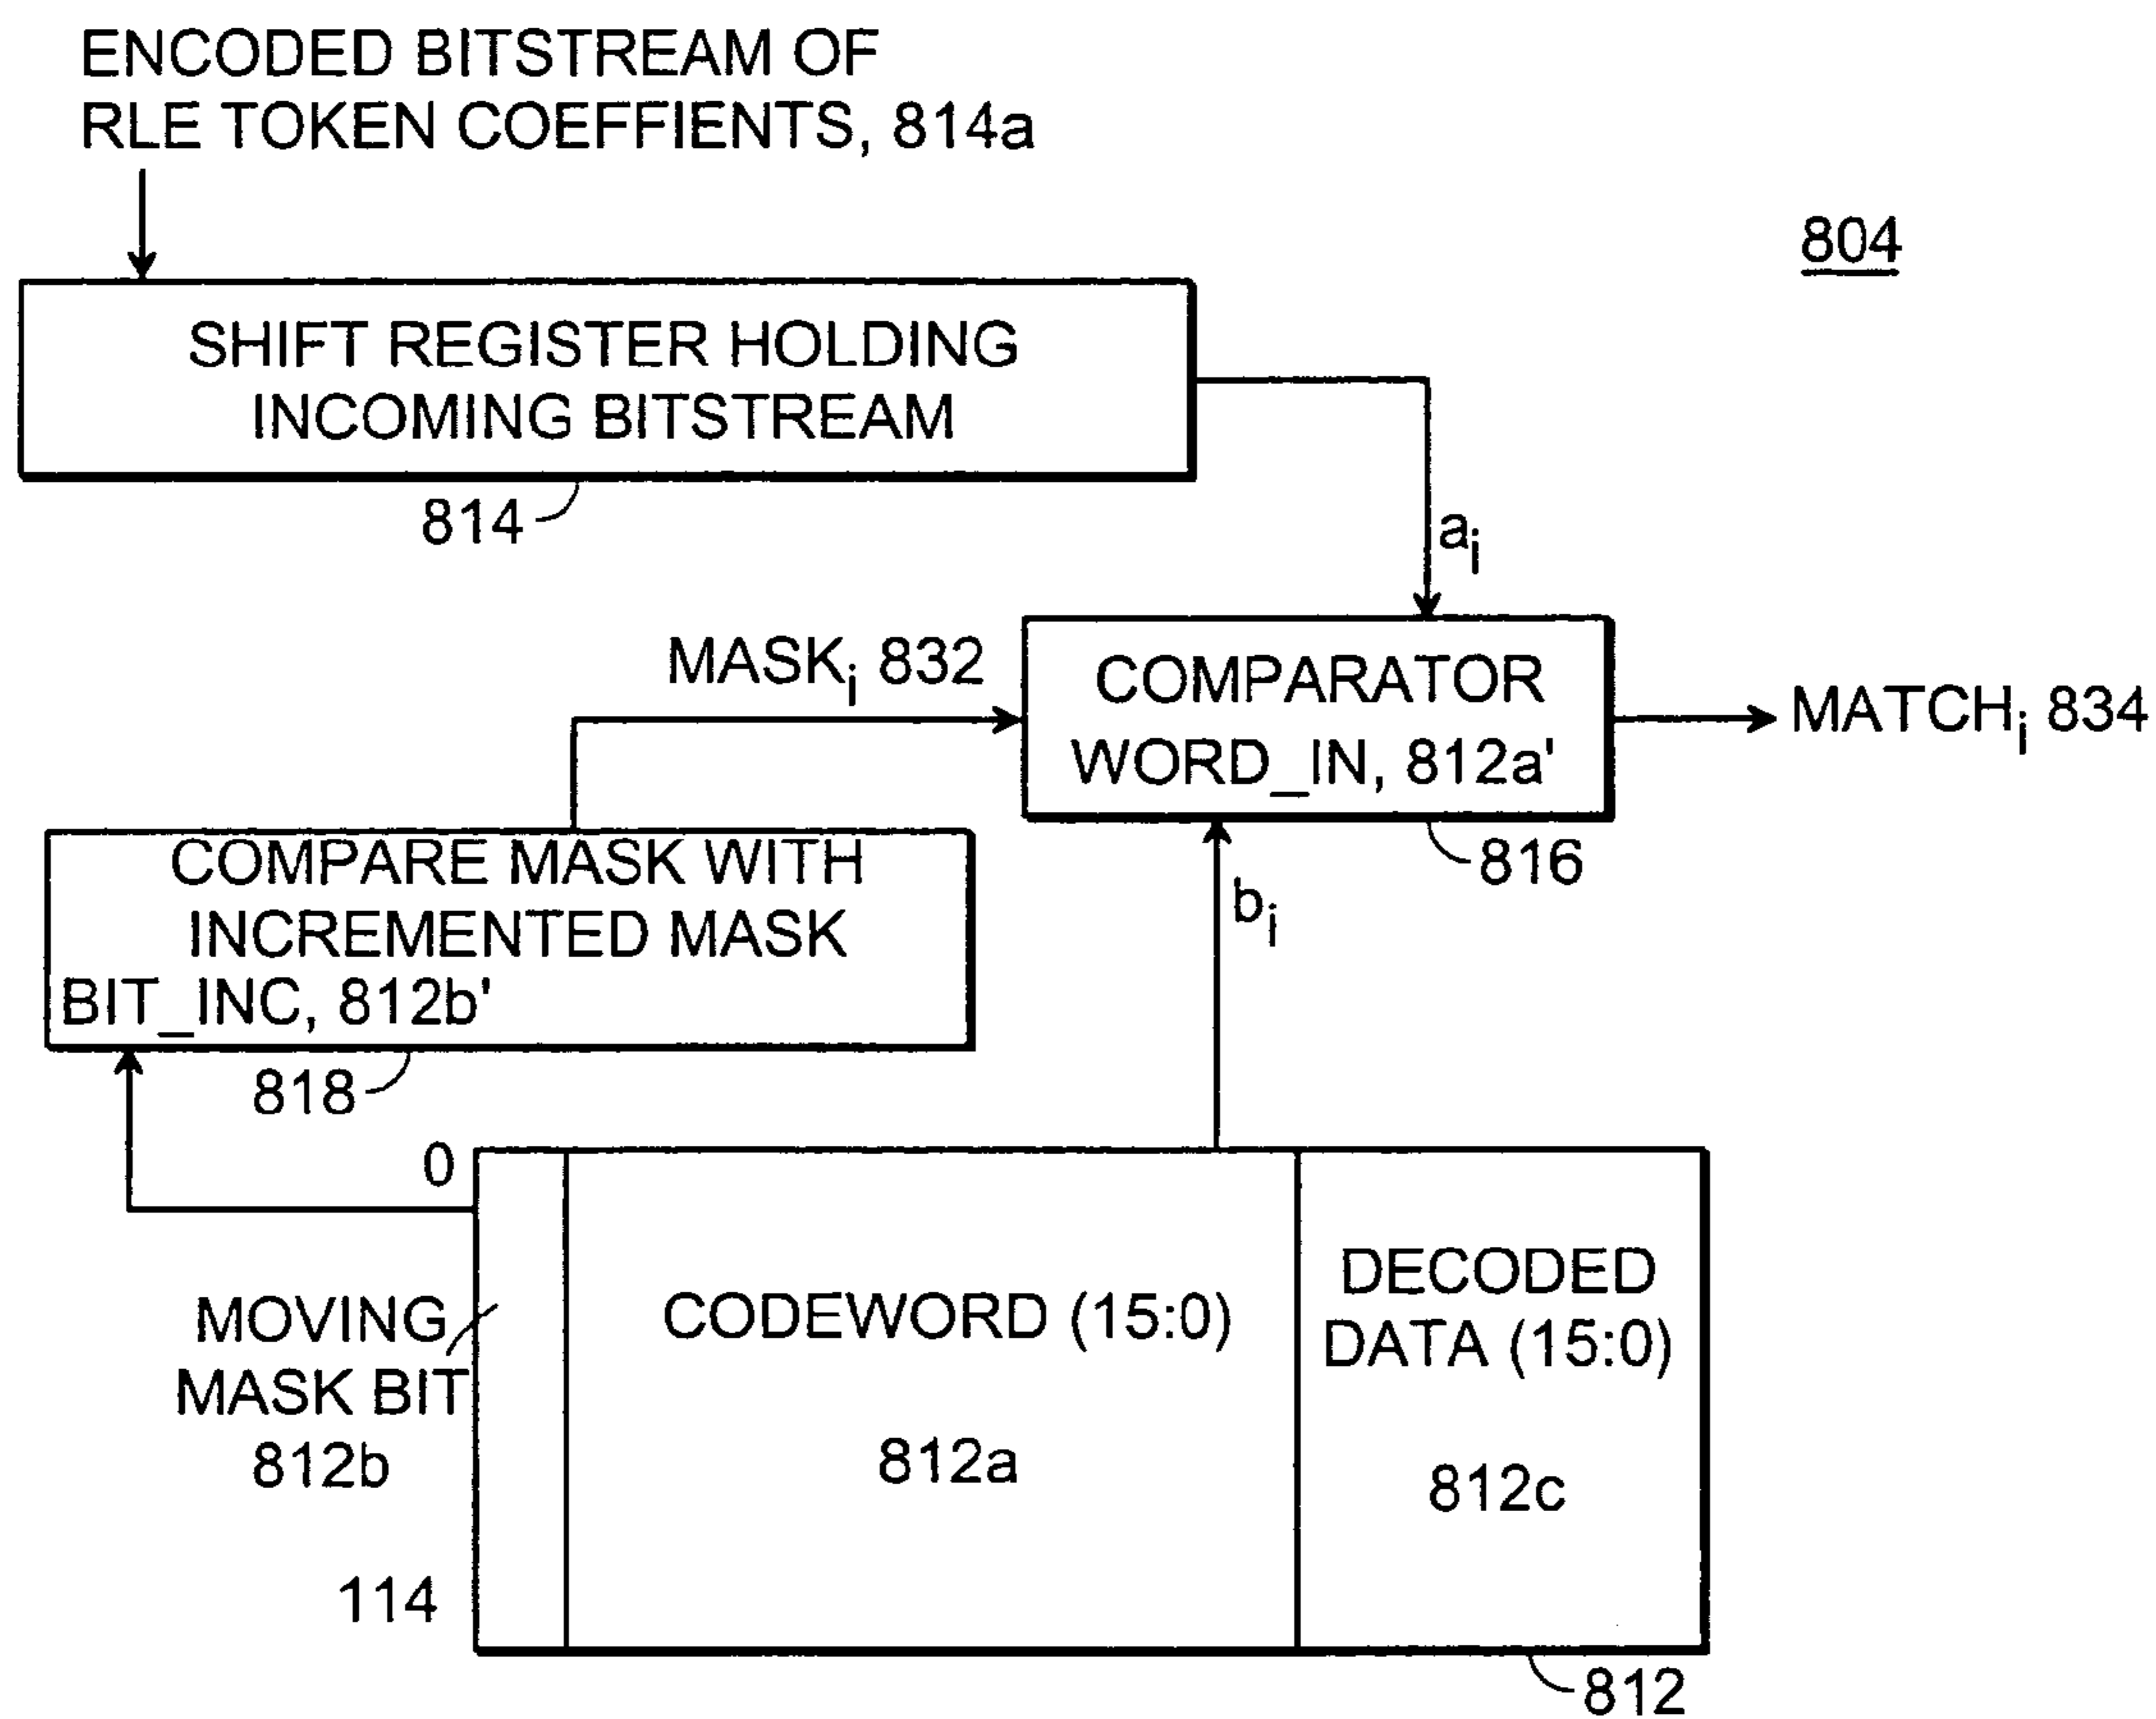 ENCODED BITSTREAM OF
RLE TOKEN COEFFIENTS, 814a
804
SHIFT REGISTER HOLDING
INCOMING BITSTREAM
814
ai
MASKi 832
COMPARATOR
WORD_IN, 812a'
MATCHi 834
816
COMPARE MASK WITH
INCREMENTED MASK
BIT_INC, 812b'
818
bi
0
MOVING
MASK BIT
812b
CODEWORD (15:0)
812a
DECODED
DATA (15:0)
812c
114
812